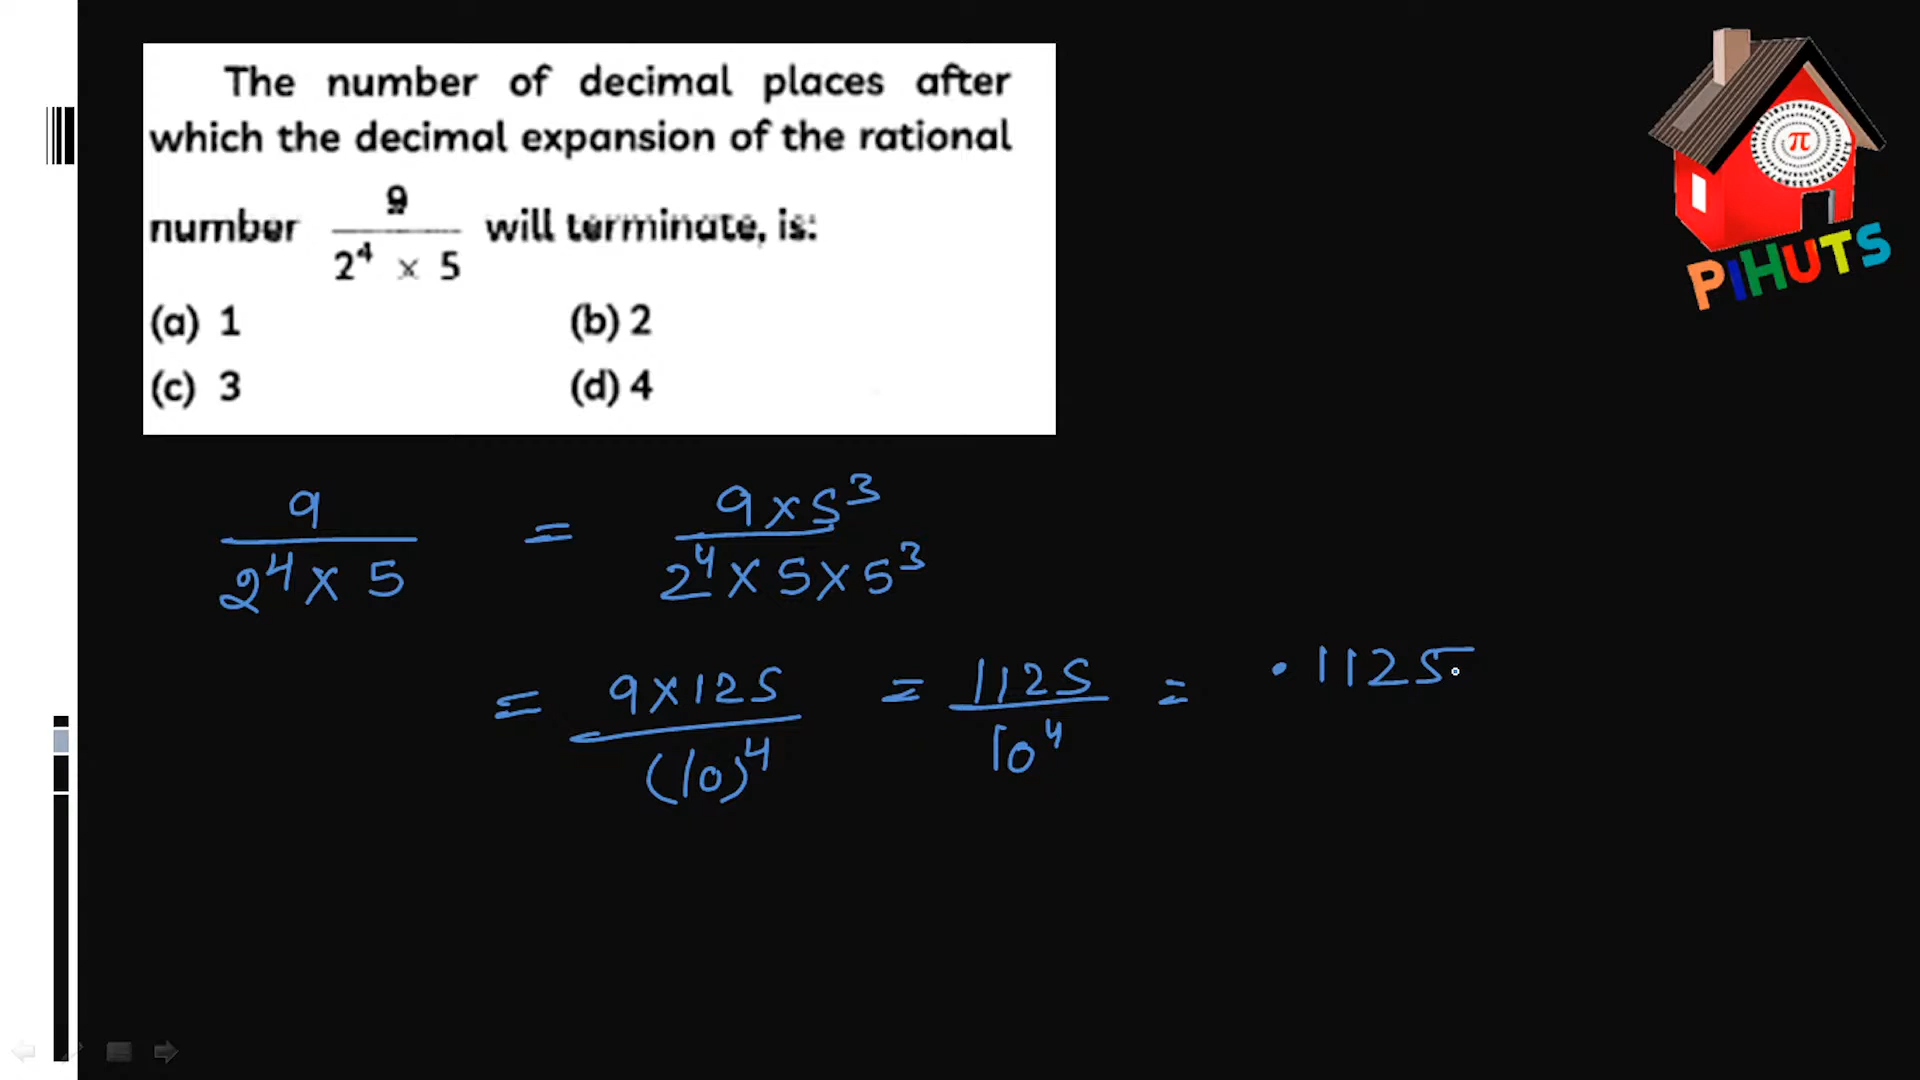 The number of decimal places after
which the decimal expansion of the rational
number 9/(2⁴ × 5) will terminate, is:
(a) 1 (b) 2
(c) 3 (d) 4
π
PIHUTS
9/(2⁴ × 5) = (9 × 5³)/(2⁴ × 5 × 5³)
= (9 × 125)/(10)⁴ = 1125/10⁴ = .1125